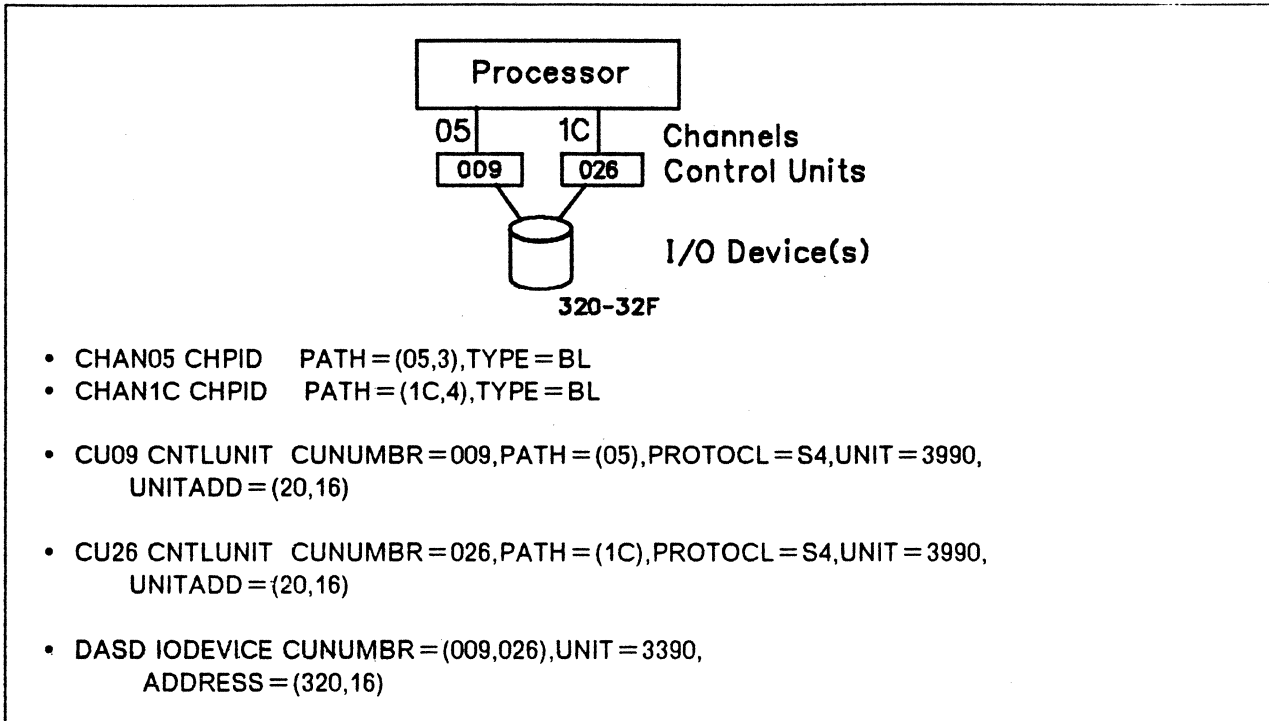 Processor
05 1C Channels
009 026 Control Units
I/O Device(s)
320-32F
• CHAN05 CHPID PATH=(05,3),TYPE=BL
• CHAN1C CHPID PATH=(1C,4),TYPE=BL
• CU09 CNTLUNIT CUNUMBR=009,PATH=(05),PROTOCL=S4,UNIT=3990,
UNITADD=(20,16)
• CU26 CNTLUNIT CUNUMBR=026,PATH=(1C),PROTOCL=S4,UNIT=3990,
UNITADD=(20,16)
• DASD IODEVICE CUNUMBR=(009,026),UNIT=3390,
ADDRESS=(320,16)